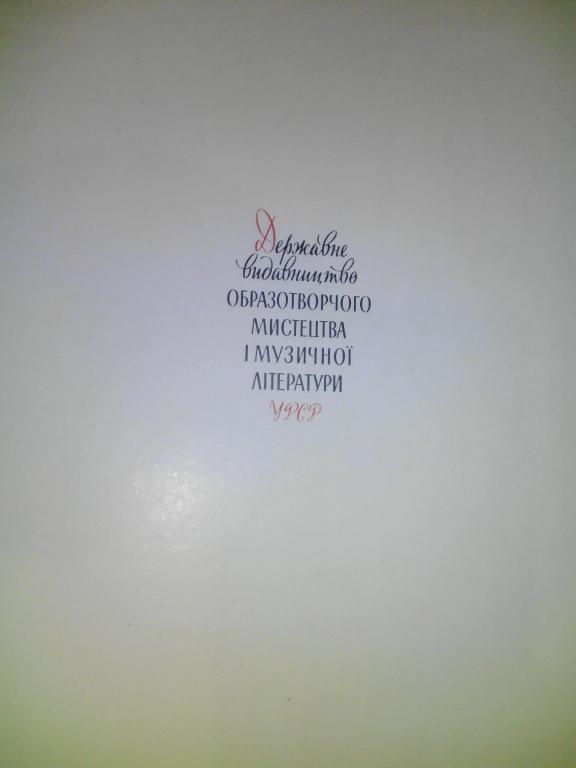 Державне
видавництво
ОБРАЗОТВОРЧОГО
МИСТЕЦТВА
І МУЗИЧНОЇ
ЛІТЕРАТУРИ
УРСР